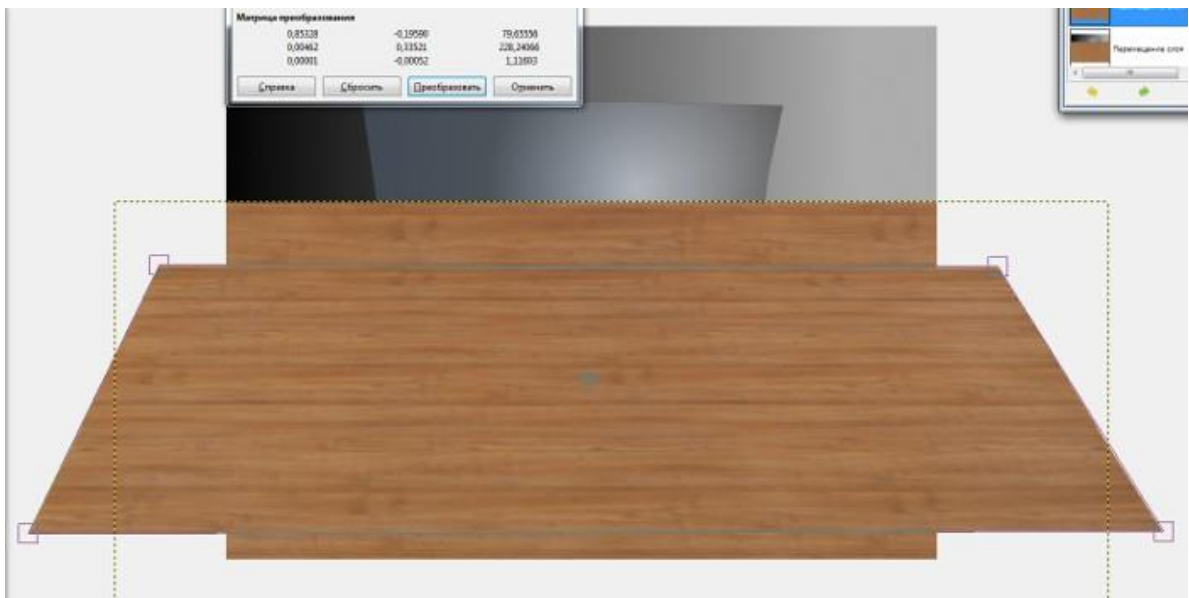 Матрица преобразования
0,85328 -0,19590 79,65556
0,00462 0,33521 228,24066
0,00001 -0,00052 1,11603
Справка Сбросить Преобразовать Отменить
Перемещение слоя